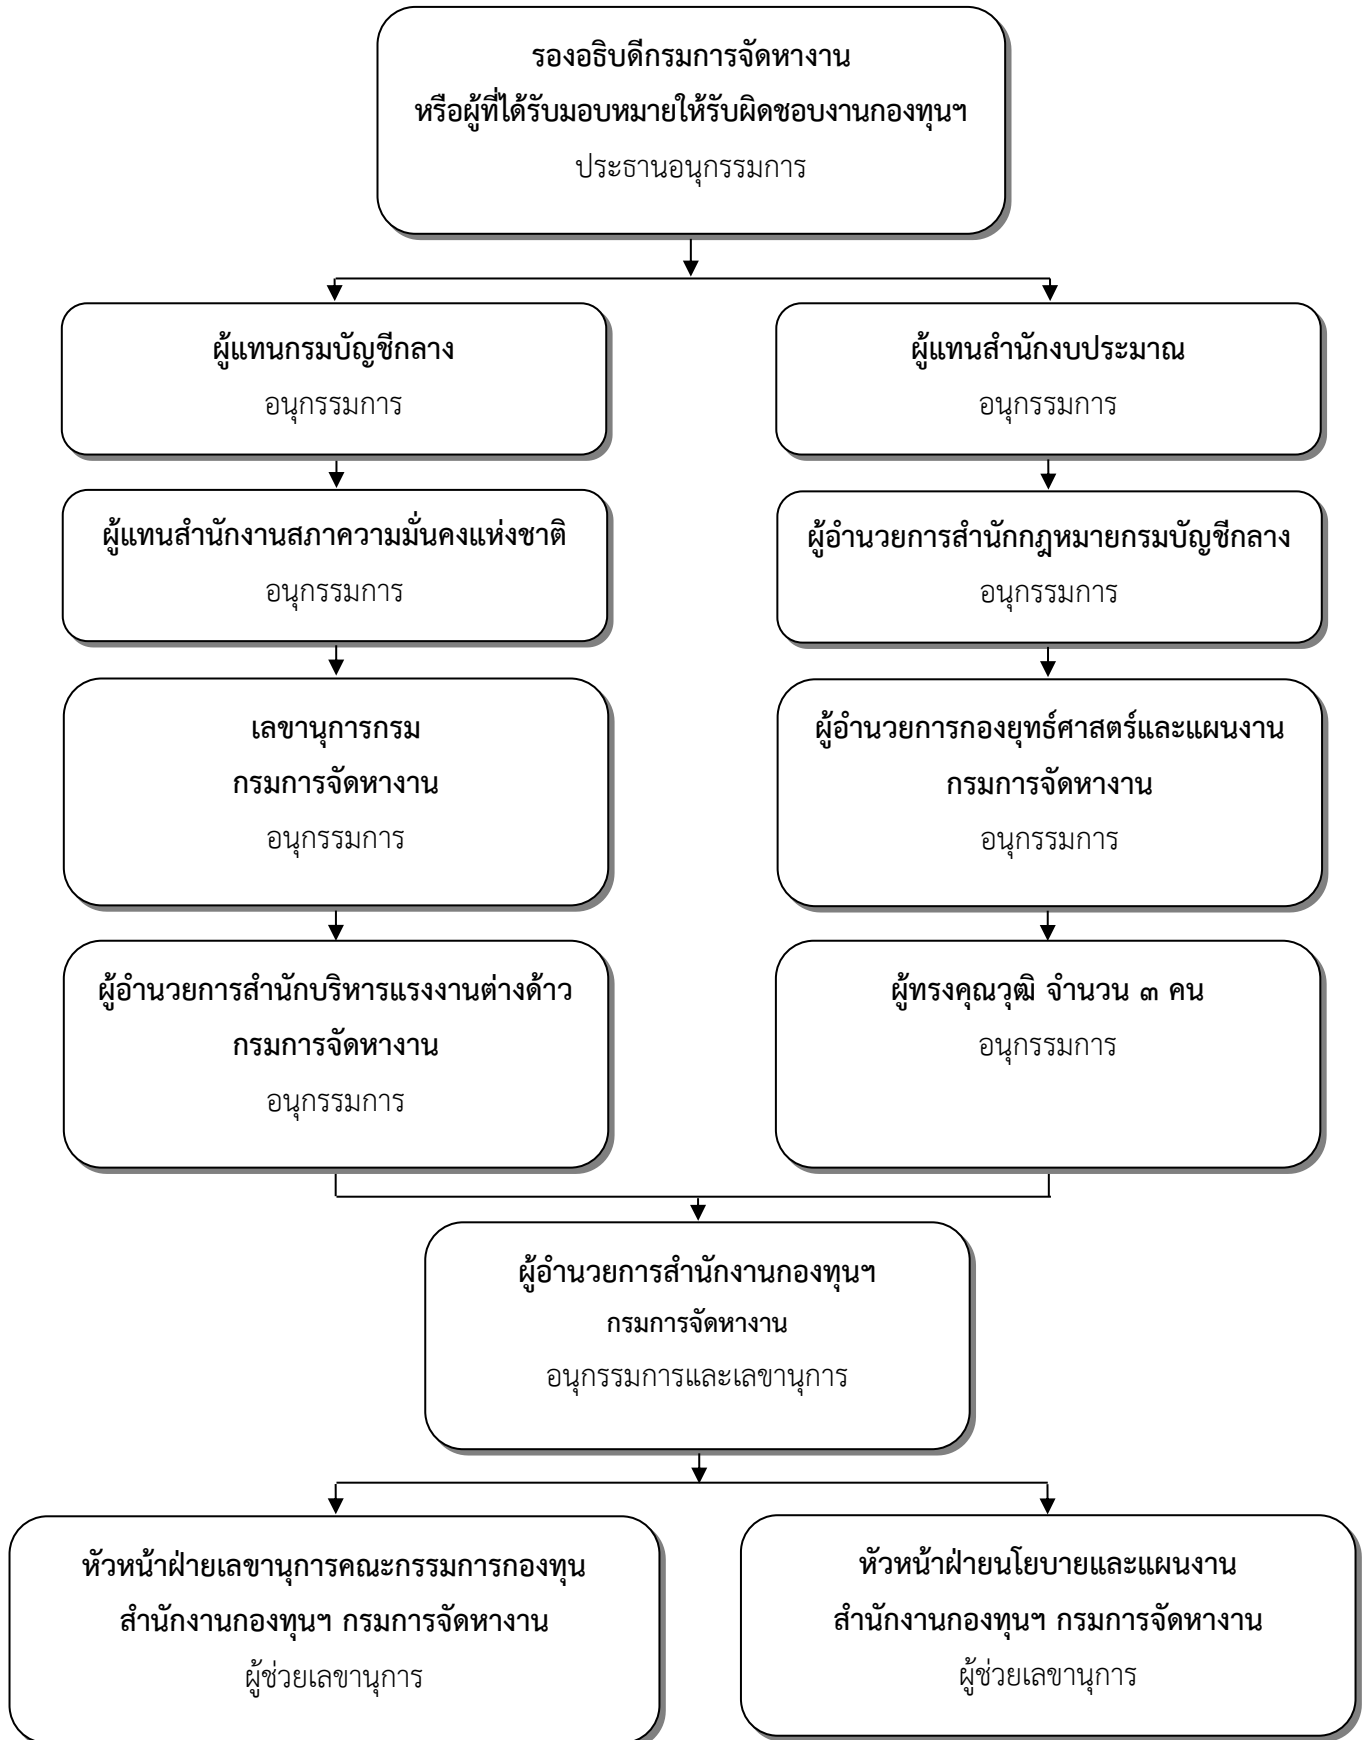 รองอธิบดีกรมการจัดหางาน
หรือผู้ที่ได้รับมอบหมายให้รับผิดชอบงานกองทุนฯ
ประธานอนุกรรมการ
ผู้แทนกรมบัญชีกลาง
อนุกรรมการ
ผู้แทนสำนักงบประมาณ
อนุกรรมการ
ผู้แทนสำนักงานสภาความมั่นคงแห่งชาติ
อนุกรรมการ
ผู้อำนวยการสำนักกฎหมายกรมบัญชีกลาง
อนุกรรมการ
เลขานุการกรม
กรมการจัดหางาน
อนุกรรมการ
ผู้อำนวยการกองยุทธ์ศาสตร์และแผนงาน
กรมการจัดหางาน
อนุกรรมการ
ผู้อำนวยการสำนักบริหารแรงงานต่างด้าว
กรมการจัดหางาน
อนุกรรมการ
ผู้ทรงคุณวุฒิ จำนวน ๓ คน
อนุกรรมการ
ผู้อำนวยการสำนักงานกองทุนฯ
กรมการจัดหางาน
อนุกรรมการและเลขานุการ
หัวหน้าฝ่ายเลขานุการคณะกรรมการกองทุน
สำนักงานกองทุนฯ กรมการจัดหางาน
ผู้ช่วยเลขานุการ
หัวหน้าฝ่ายนโยบายและแผนงาน
สำนักงานกองทุนฯ กรมการจัดหางาน
ผู้ช่วยเลขานุการ